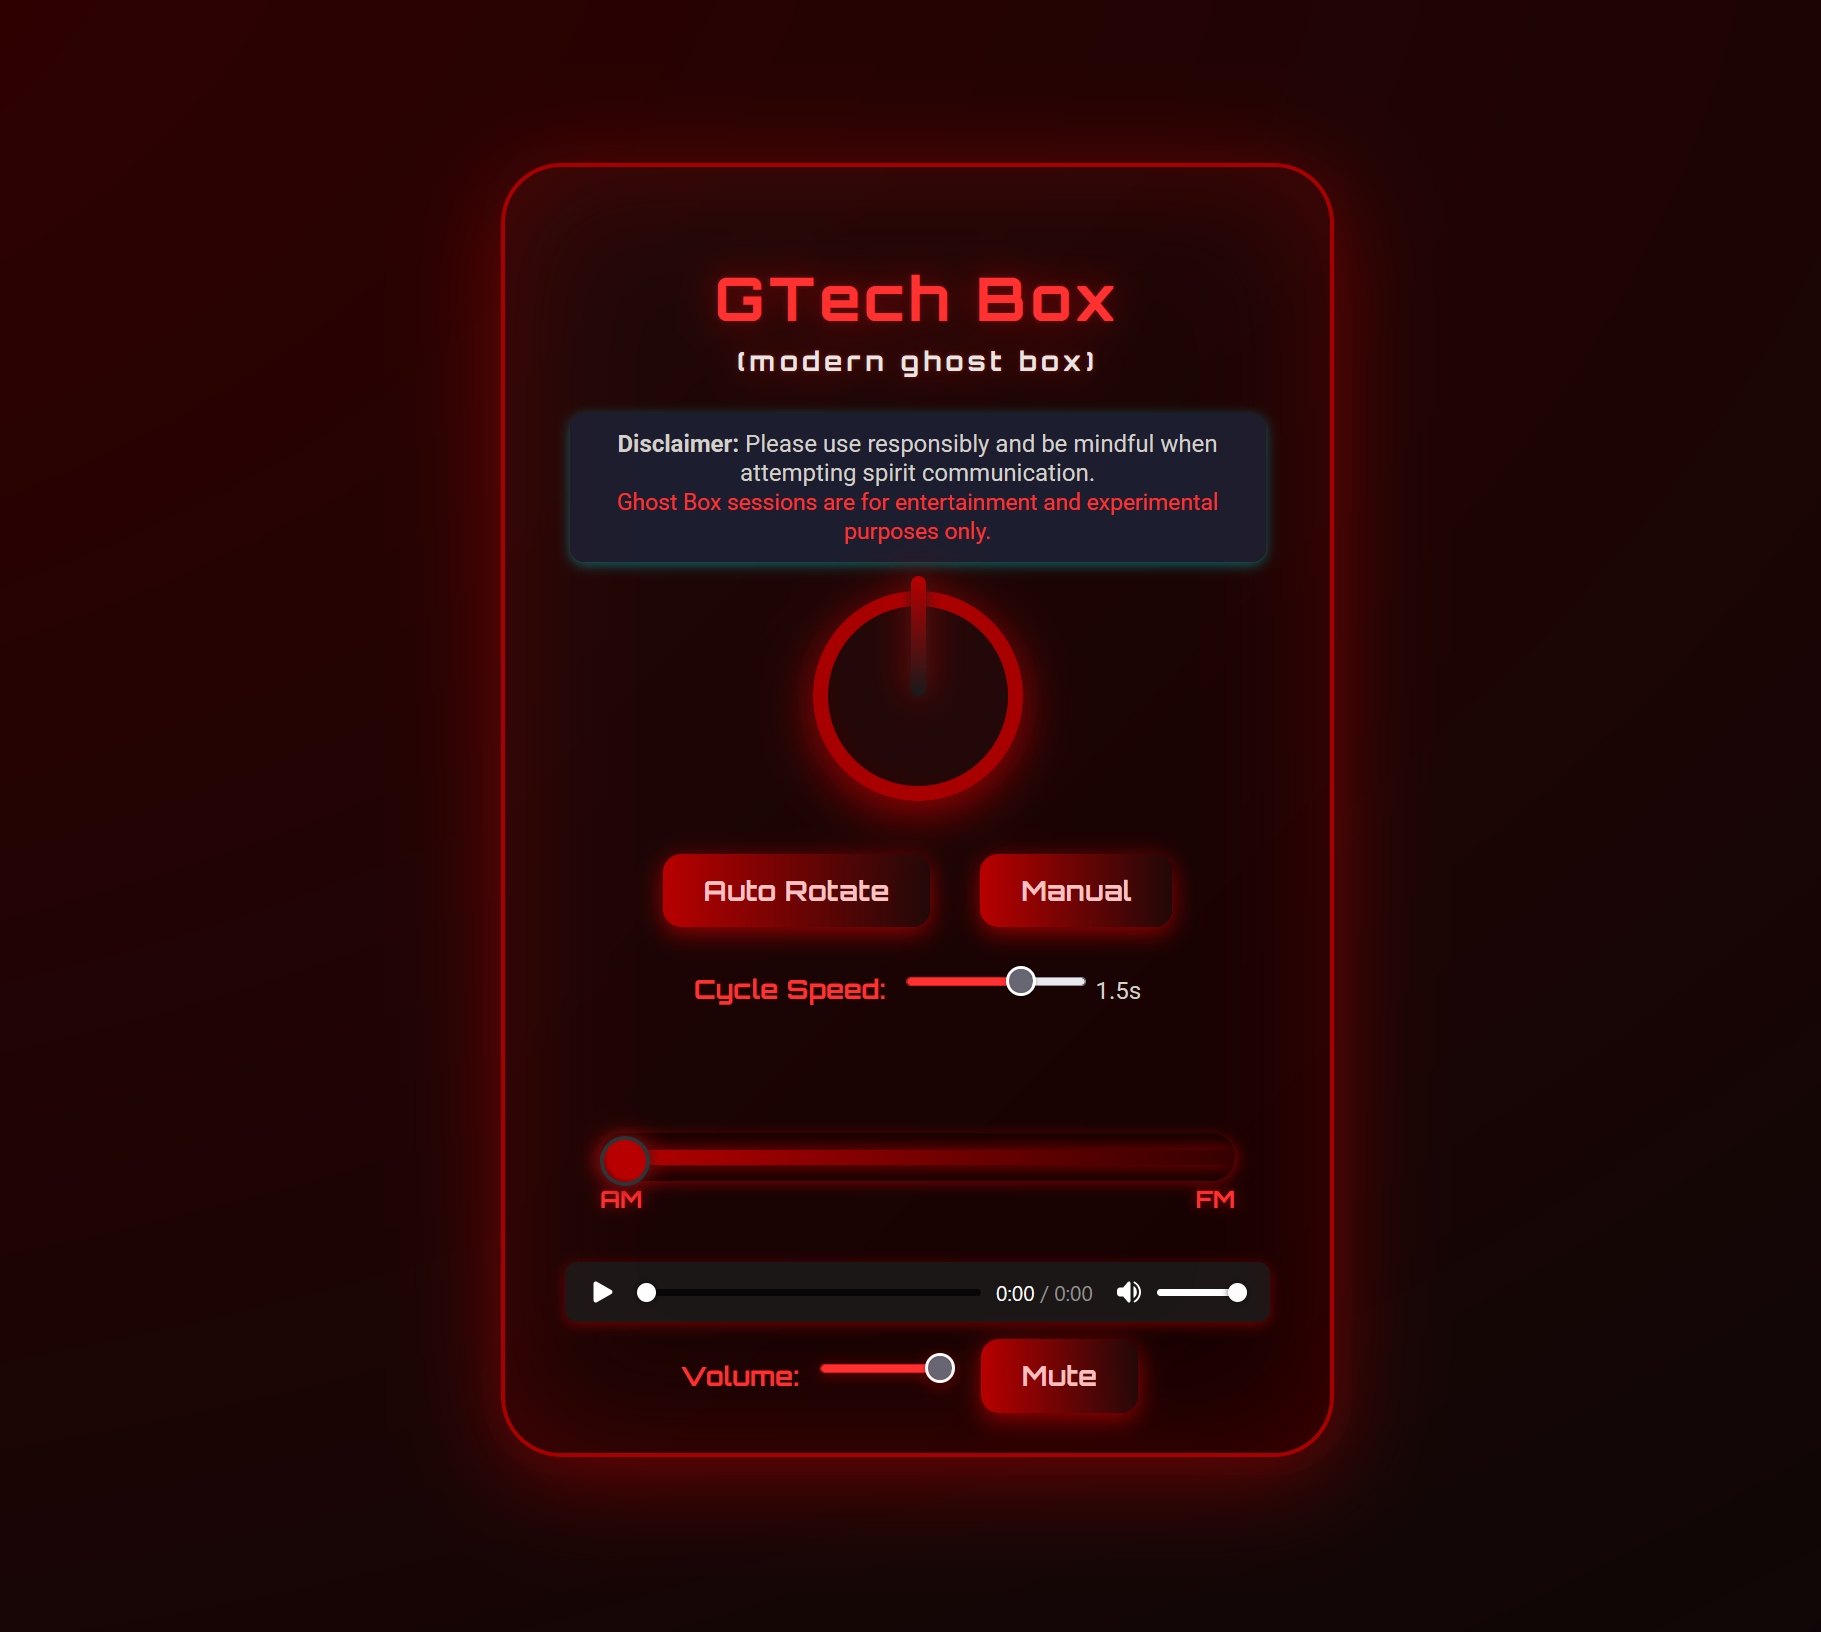 GTech Box
(modern ghost box)
Disclaimer: Please use responsibly and be mindful when
attempting spirit communication.
Ghost Box sessions are for entertainment and experimental
purposes only.
Auto Rotate Manual
Cycle Speed: 1.5s
AM FM
0:00 / 0:00
Volume: Mute